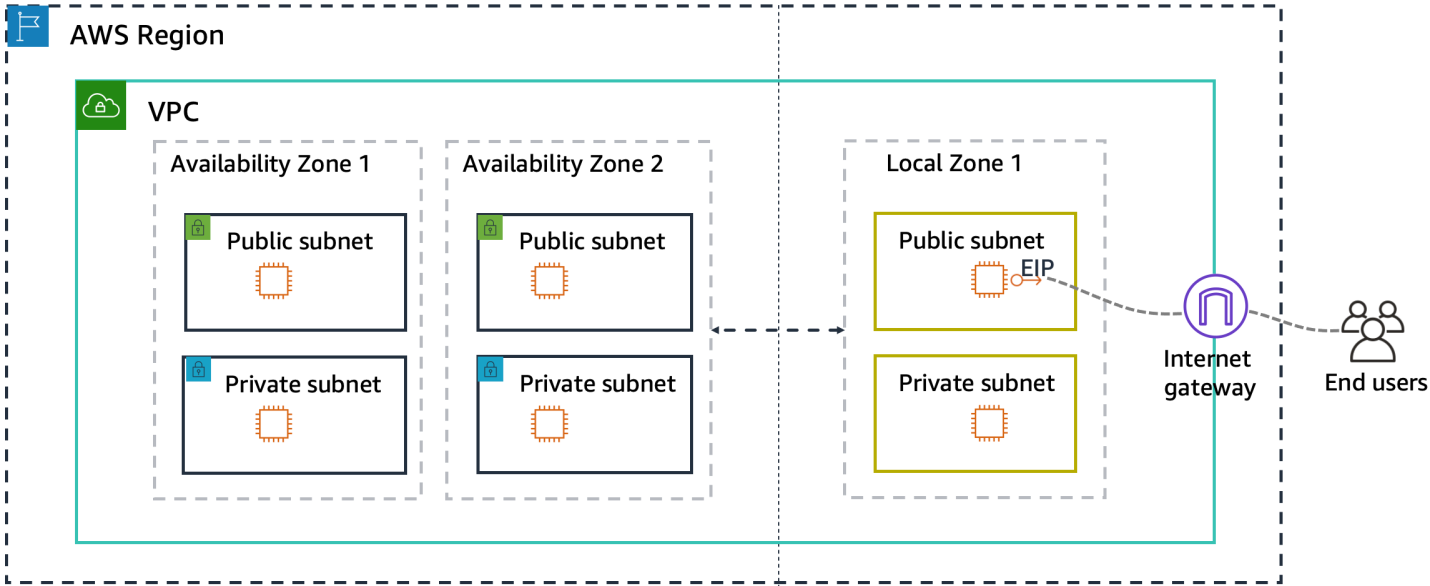 AWS Region
VPC
Availability Zone 1
Public subnet
Private subnet
Availability Zone 2
Public subnet
Private subnet
Local Zone 1
Public subnet
EIP
Private subnet
Internet
gateway
End users